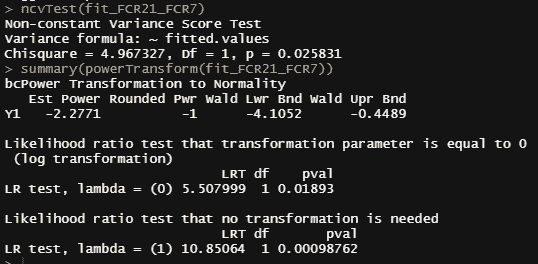 > ncvTest(fit_FCR21_FCR7)
Non-constant Variance Score Test
Variance formula: ~ fitted.values
Chisquare = 4.967327, Df = 1, p = 0.025831
> summary(powerTransform(fit_FCR21_FCR7))
bcPower Transformation to Normality
   Est Power Rounded Pwr Wald Lwr Bnd Wald Upr Bnd
Y1   -2.2771          -1      -4.1052      -0.4489

Likelihood ratio test that transformation parameter is equal to 0
 (log transformation)
                           LRT df    pval
LR test, lambda = (0) 5.507999  1 0.01893

Likelihood ratio test that no transformation is needed
                           LRT df       pval
LR test, lambda = (1) 10.85064  1 0.00098762
>